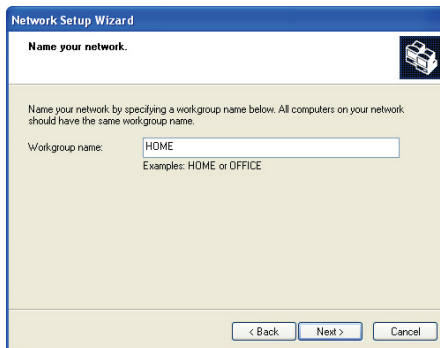 Network Setup Wizard
Name your network.
Name your network by specifying a workgroup name below. All computers on your network
should have the same workgroup name.
Workgroup name:
HOME
Examples: HOME or OFFICE
< Back
Next >
Cancel